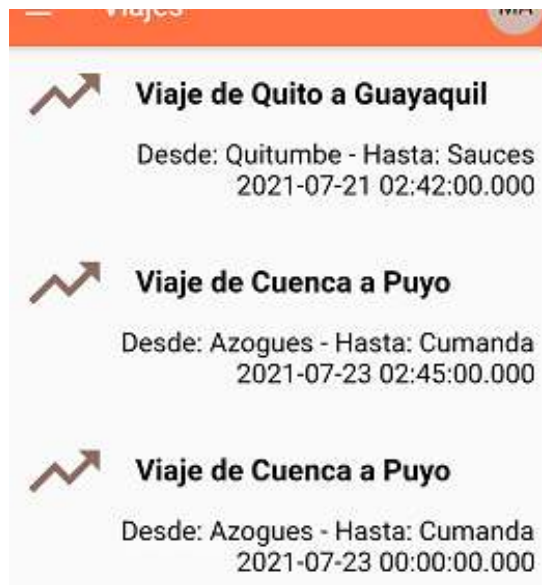 Viajes
MA
Viaje de Quito a Guayaquil
Desde: Quitumbe - Hasta: Sauces
2021-07-21 02:42:00.000
Viaje de Cuenca a Puyo
Desde: Azogues - Hasta: Cumanda
2021-07-23 02:45:00.000
Viaje de Cuenca a Puyo
Desde: Azogues - Hasta: Cumanda
2021-07-23 00:00:00.000